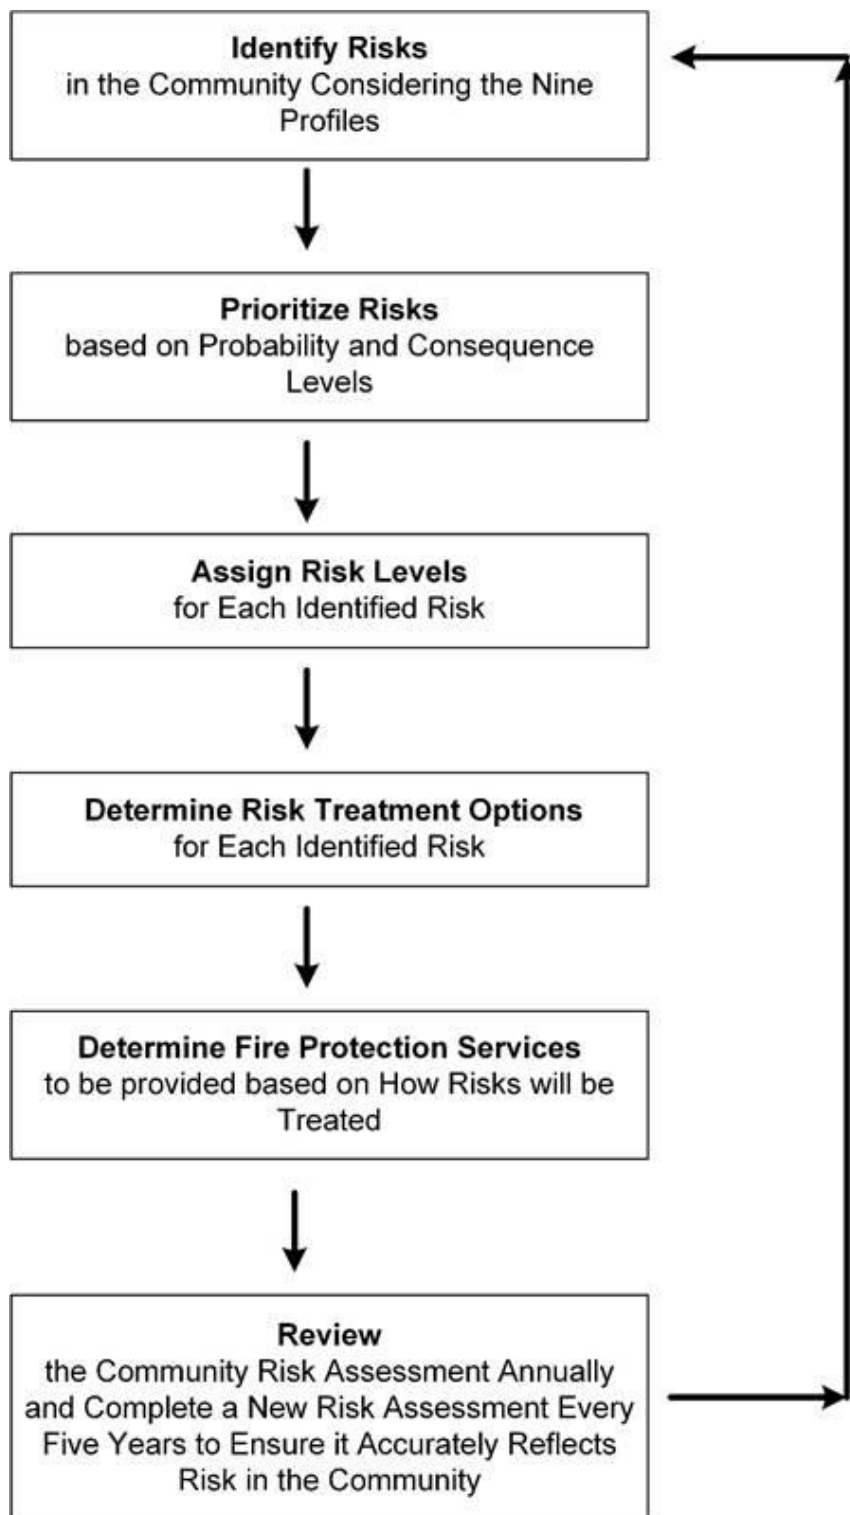 Identify Risks
in the Community Considering the Nine
Profiles
Prioritize Risks
based on Probability and Consequence
Levels
Assign Risk Levels
for Each Identified Risk
Determine Risk Treatment Options
for Each Identified Risk
Determine Fire Protection Services
to be provided based on How Risks will be
Treated
Review
the Community Risk Assessment Annually
and Complete a New Risk Assessment Every
Five Years to Ensure it Accurately Reflects
Risk in the Community